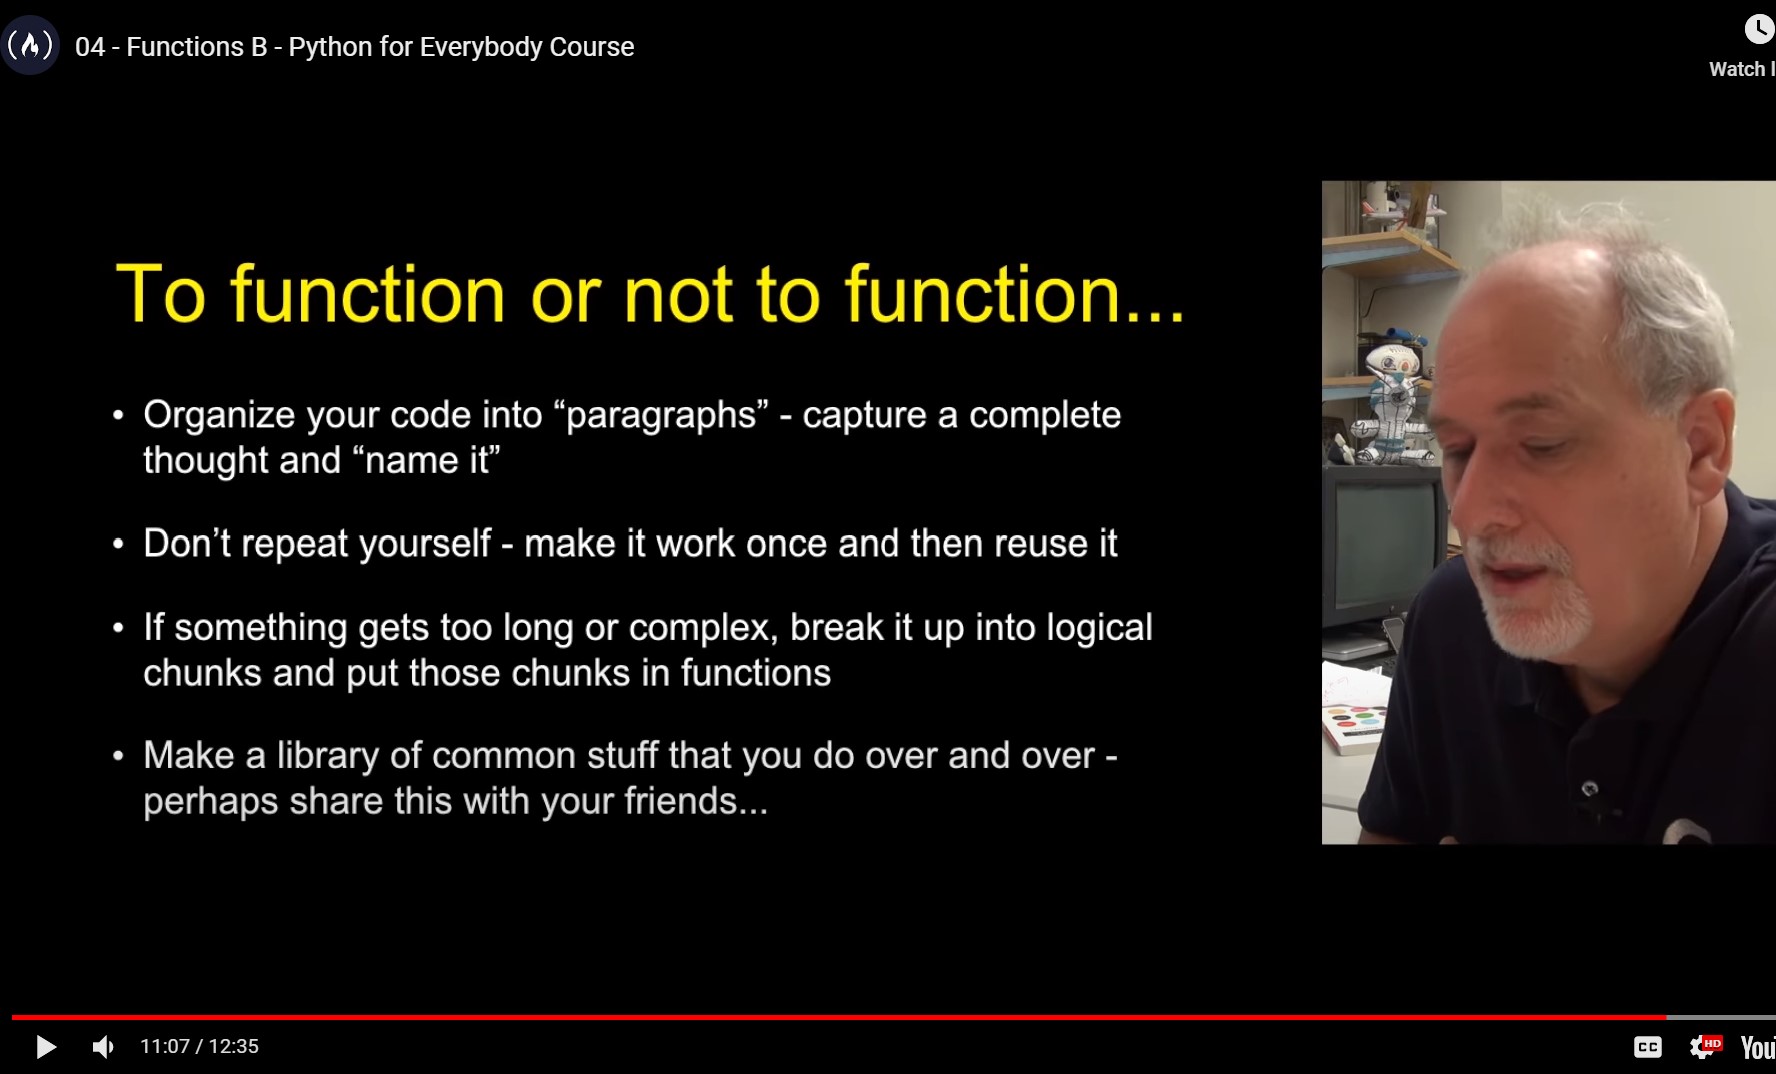 04 - Functions B - Python for Everybody Course
Watch
To function or not to function...
• Organize your code into “paragraphs” - capture a complete
thought and “name it”
• Don’t repeat yourself - make it work once and then reuse it
• If something gets too long or complex, break it up into logical
chunks and put those chunks in functions
• Make a library of common stuff that you do over and over -
perhaps share this with your friends...
11:07 / 12:35
CC
HD
You